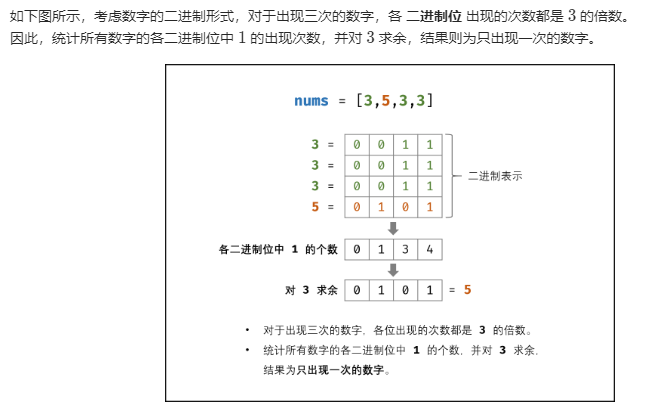 如下图所示，考虑数字的二进制形式，对于出现三次的数字，各 二进制位 出现的次数都是 3 的倍数。
因此，统计所有数字的各二进制位中 1 的出现次数，并对 3 求余，结果则为只出现一次的数字。
nums = [3,5,3,3]
3 = 0 0 1 1
3 = 0 0 1 1
3 = 0 0 1 1
5 = 0 1 0 1
二进制表示
各二进制位中 1 的个数 0 1 3 4
对 3 求余 0 1 0 1 = 5
• 对于出现三次的数字，各位出现的次数都是 3 的倍数。
• 统计所有数字的各二进制位中 1 的个数，并对 3 求余，
结果为只出现一次的数字。